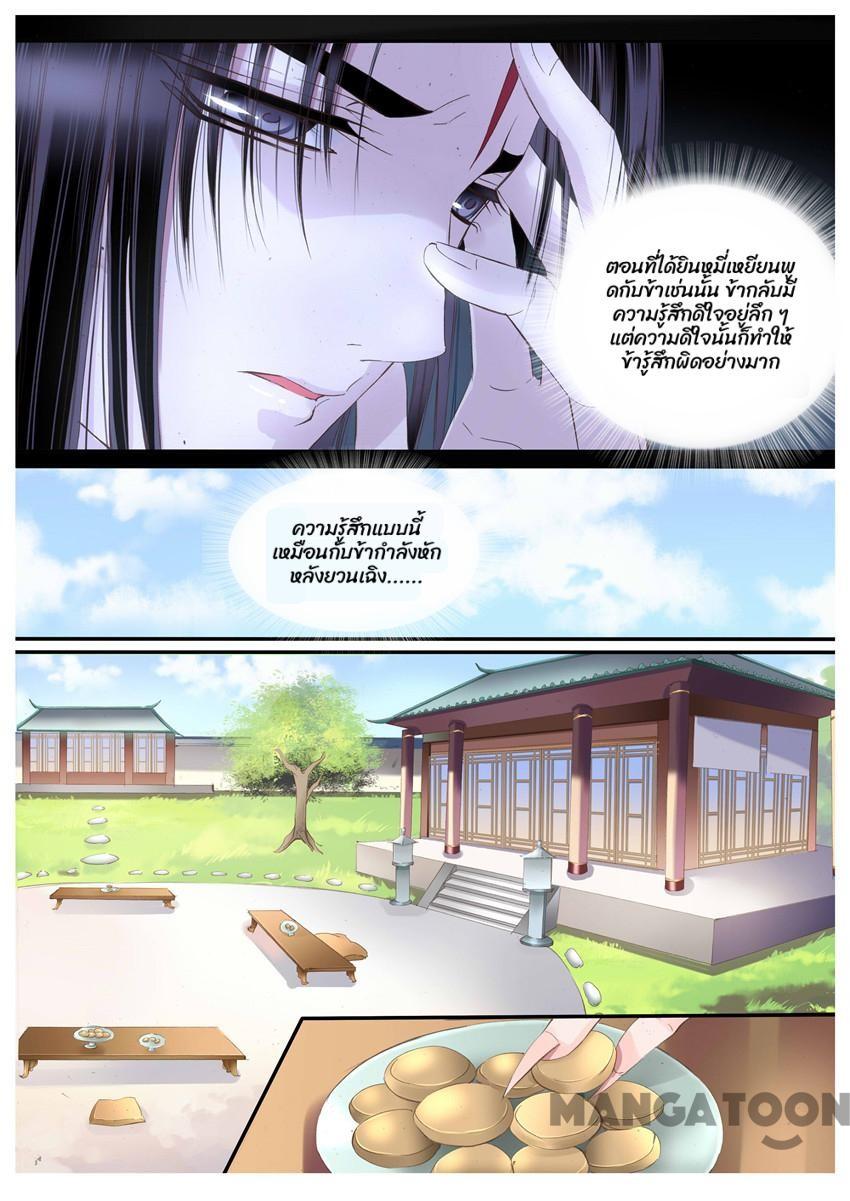 ตอนที่ได้ยินหมี่เหยียนพู
ดกับข้าเช่นนั้น ข้ากลับมี
ความรู้สึกดีใจอยู่ลึก ๆ
แต่ความดีใจนั้นก็ทำให้
ข้ารู้สึกผิดอย่างมาก
ความรู้สึกแบบนี้
เหมือนกับข้ากำลังหัก
หลังยวนเฉิง......
MANGATOON